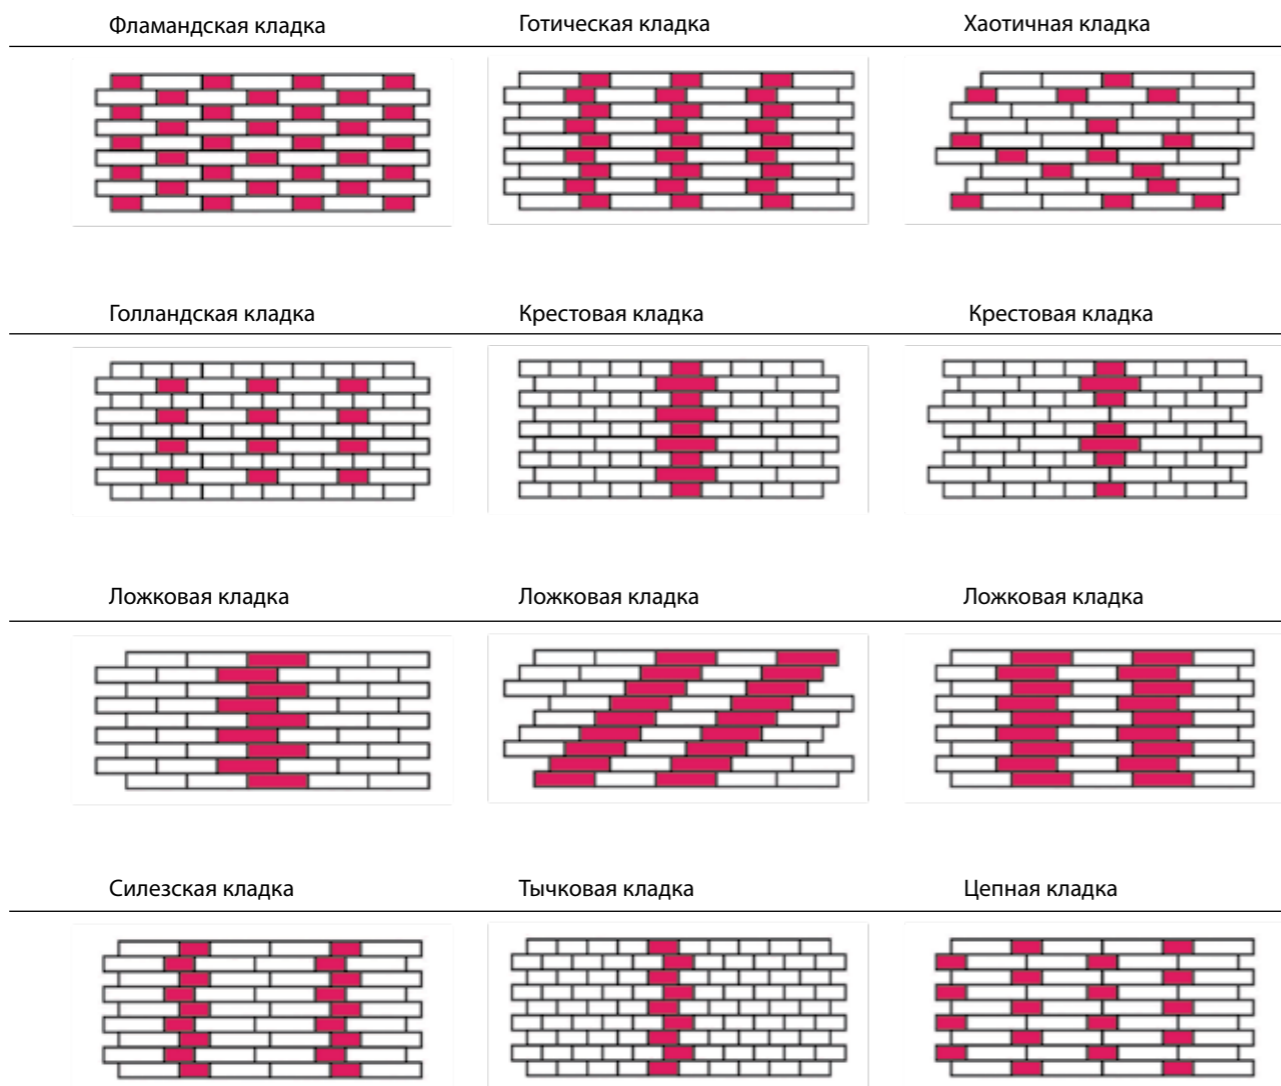 Фламандская кладка
Готическая кладка
Хаотичная кладка
Голландская кладка
Крестовая кладка
Крестовая кладка
Ложковая кладка
Ложковая кладка
Ложковая кладка
Силезская кладка
Тычковая кладка
Цепная кладка